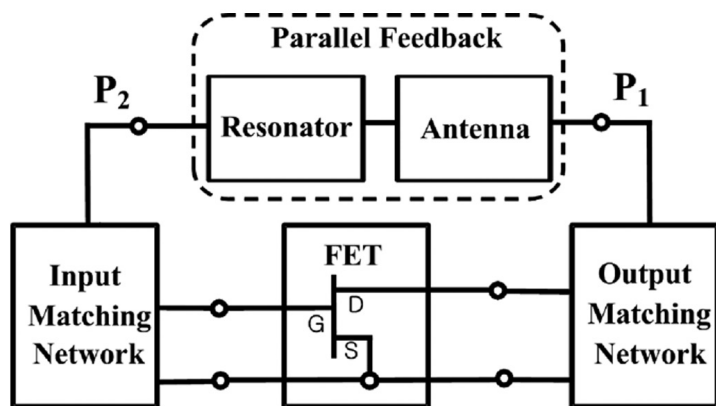 Parallel Feedback
P₂
P₁
Resonator
Antenna
Input
Matching
Network
FET
D
G
S
Output
Matching
Network